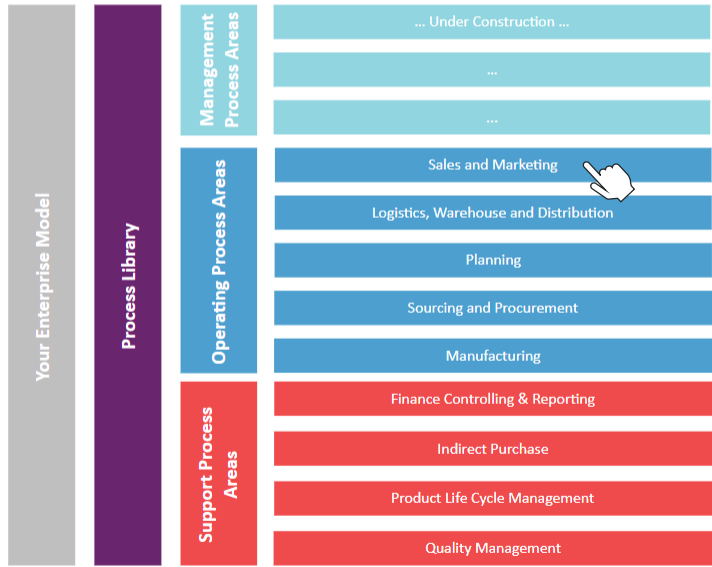 Your Enterprise Model
Process Library
Management
Process Areas
... Under Construction ...
...
...
Operating Process Areas
Sales and Marketing
Logistics, Warehouse and Distribution
Planning
Sourcing and Procurement
Manufacturing
Support Process
Areas
Finance Controlling & Reporting
Indirect Purchase
Product Life Cycle Management
Quality Management